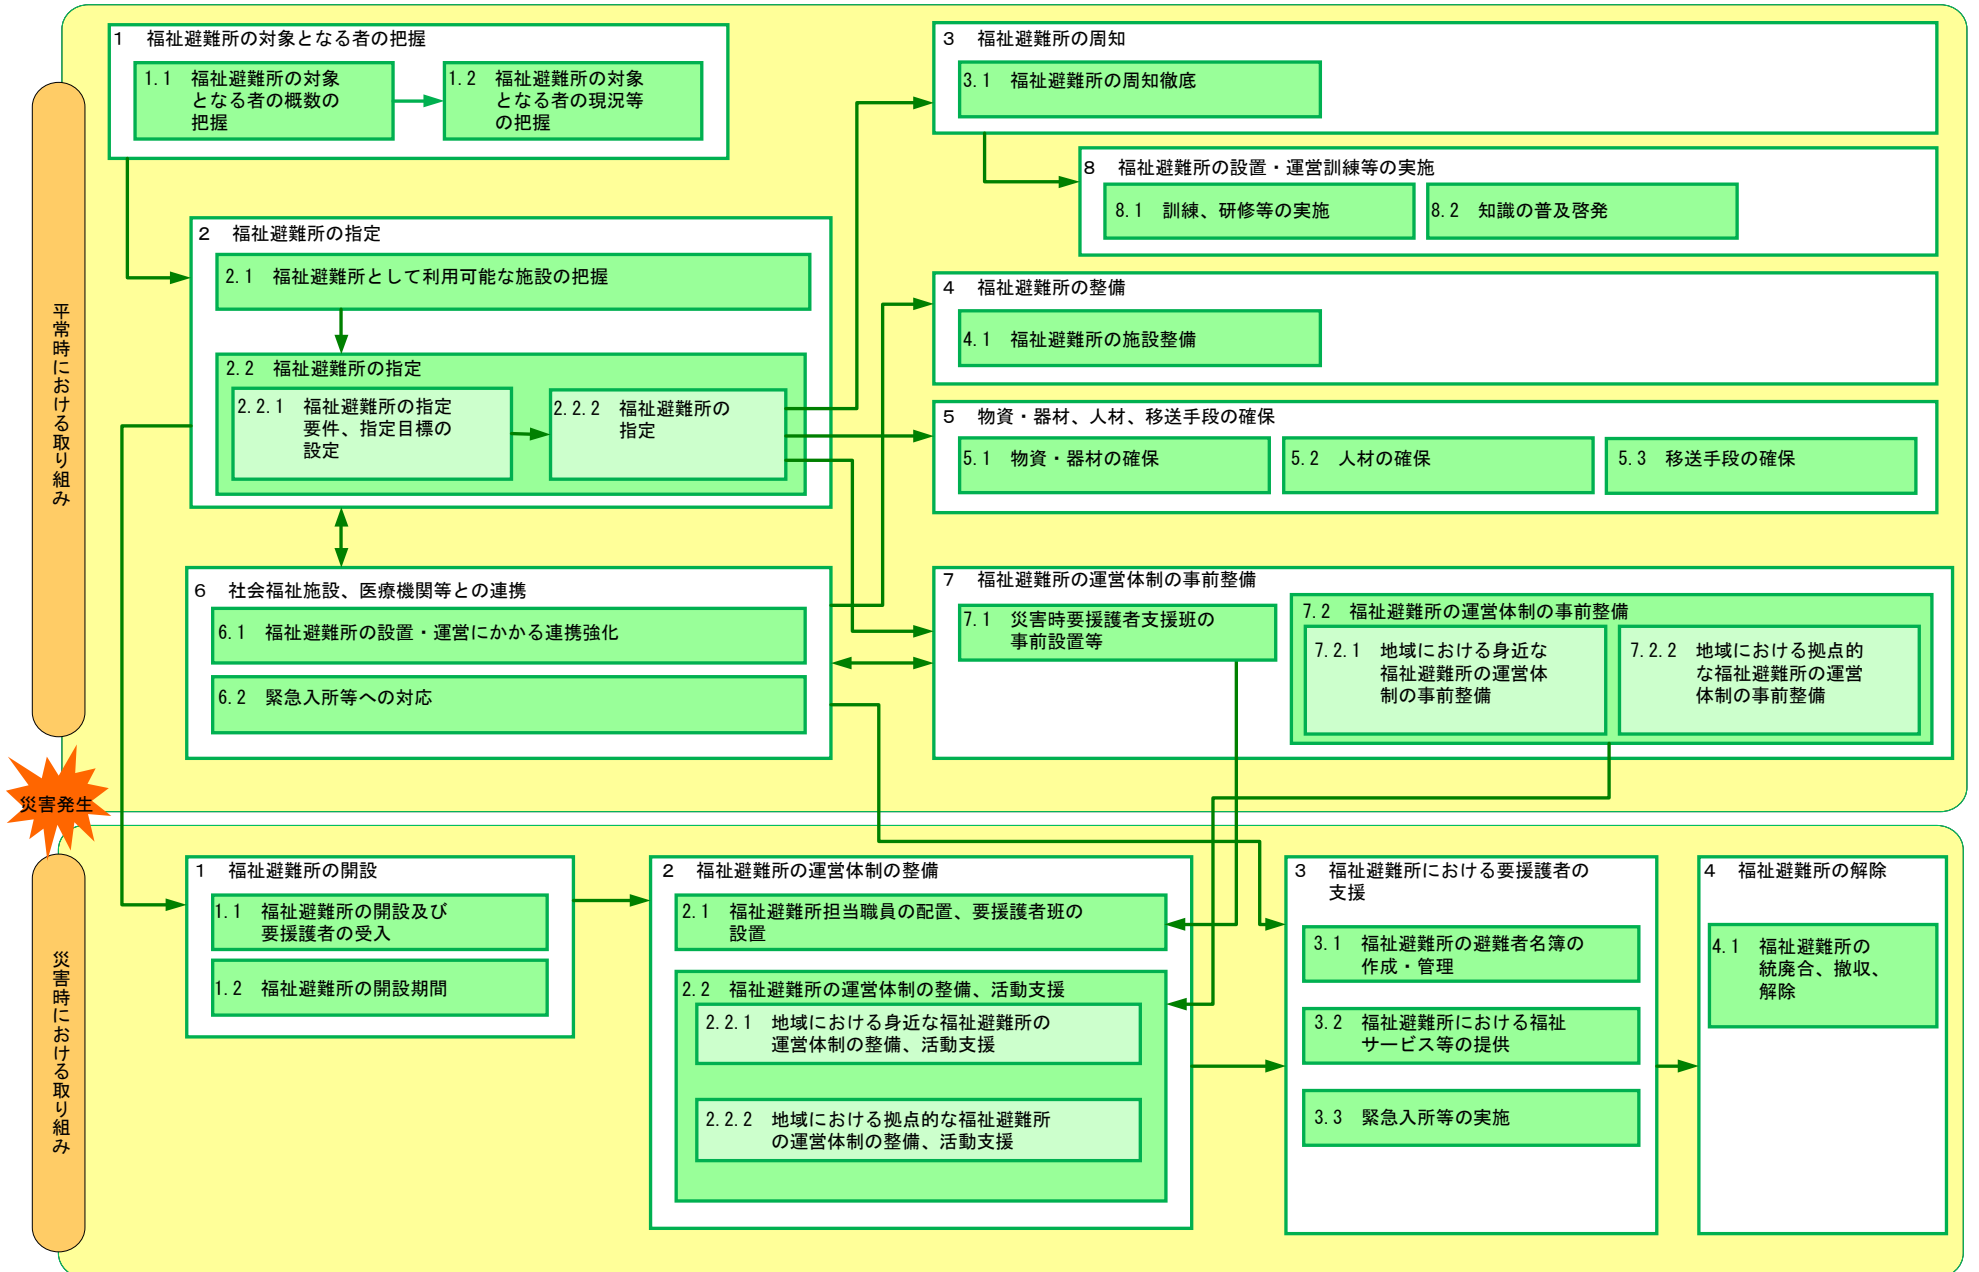 平常時における取り組み
1 福祉避難所の対象となる者の把握
1.1 福祉避難所の対象
となる者の概数の
把握
1.2 福祉避難所の対象
となる者の現況等
の把握
2 福祉避難所の指定
2.1 福祉避難所として利用可能な施設の把握
2.2 福祉避難所の指定
2.2.1 福祉避難所の指定
要件、指定目標の
設定
2.2.2 福祉避難所の
指定
3 福祉避難所の周知
3.1 福祉避難所の周知徹底
8 福祉避難所の設置・運営訓練等の実施
8.1 訓練、研修等の実施
8.2 知識の普及啓発
4 福祉避難所の整備
4.1 福祉避難所の施設整備
5 物資・器材、人材、移送手段の確保
5.1 物資・器材の確保
5.2 人材の確保
5.3 移送手段の確保
6 社会福祉施設、医療機関等との連携
6.1 福祉避難所の設置・運営にかかる連携強化
6.2 緊急入所等への対応
7 福祉避難所の運営体制の事前整備
7.1 災害時要援護者支援班の
事前設置等
7.2 福祉避難所の運営体制の事前整備
7.2.1 地域における身近な
福祉避難所の運営体
制の事前整備
7.2.2 地域における拠点的
な福祉避難所の運営
体制の事前整備
災害発生
災害時における取り組み
1 福祉避難所の開設
1.1 福祉避難所の開設及び
要援護者の受入
1.2 福祉避難所の開設期間
2 福祉避難所の運営体制の整備
2.1 福祉避難所担当職員の配置、要援護者班の
設置
2.2 福祉避難所の運営体制の整備、活動支援
2.2.1 地域における身近な福祉避難所の
運営体制の整備、活動支援
2.2.2 地域における拠点的な福祉避難所
の運営体制の整備、活動支援
3 福祉避難所における要援護者の
支援
3.1 福祉避難所の避難者名簿の
作成・管理
3.2 福祉避難所における福祉
サービス等の提供
3.3 緊急入所等の実施
4 福祉避難所の解除
4.1 福祉避難所の
統廃合、撤収、
解除